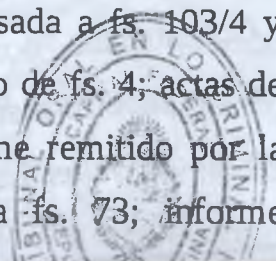 sada a fs. 103/4 y
o de fs. 4; actas de
ne remitido por la
a fs. 73; informe